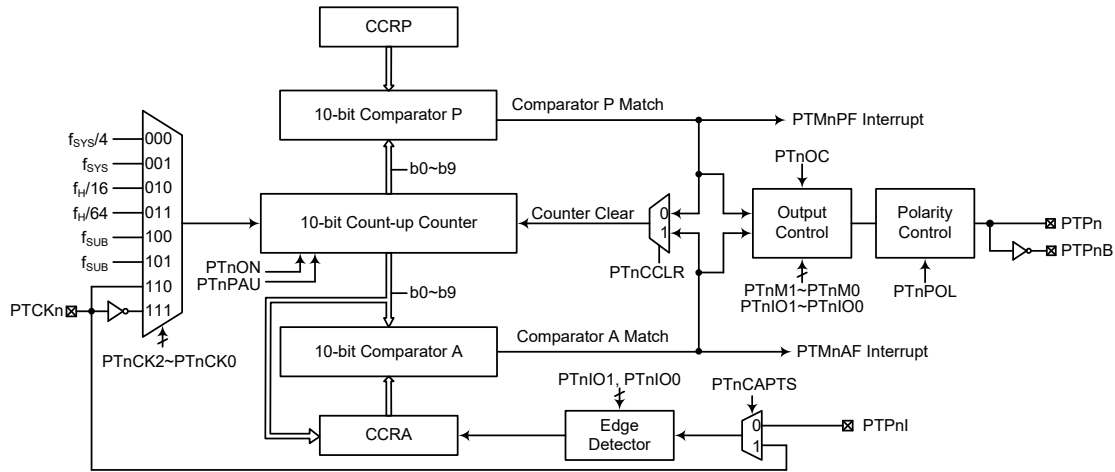 CCRP
10-bit Comparator P
Comparator P Match
PTMnPF Interrupt
fSYS/4
000
fSYS
001
fH/16
010
fH/64
011
fSUB
100
fSUB
101
110
111
PTCKn
PTnCK2~PTnCK0
b0~b9
10-bit Count-up Counter
PTnON
PTnPAU
Counter Clear
0
1
PTnCCLR
PTnOC
Output
Control
PTnM1~PTnM0
PTnIO1~PTnIO0
Polarity
Control
PTnPOL
PTPn
PTPnB
b0~b9
10-bit Comparator A
Comparator A Match
PTMnAF Interrupt
CCRA
PTnIO1, PTnIO0
Edge
Detector
PTnCAPTS
0
1
PTPnI